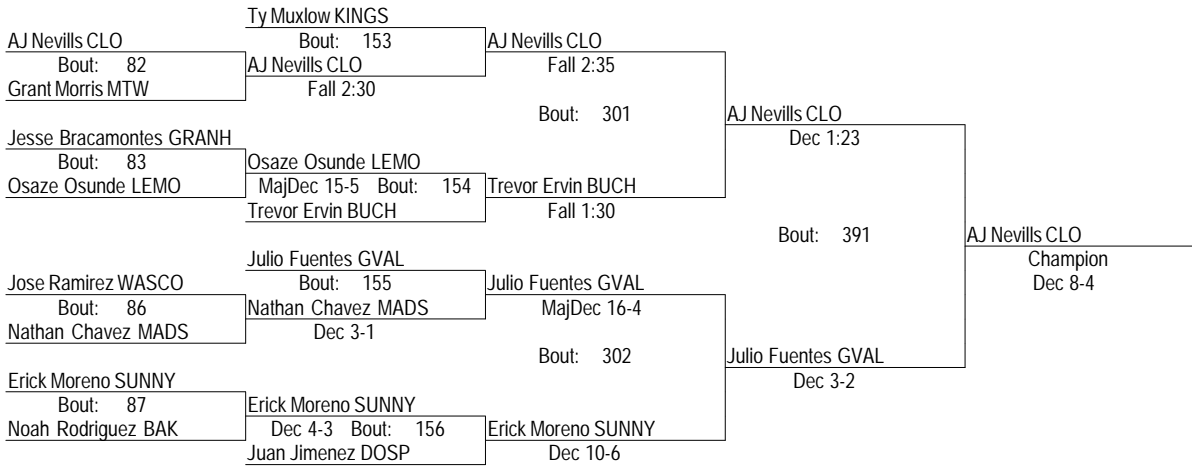 Ty Muxlow KINGS
AJ Nevills CLO
Bout: 153
AJ Nevills CLO
Bout: 82
AJ Nevills CLO
Fall 2:35
Grant Morris MTW
Fall 2:30
Bout: 301
AJ Nevills CLO
Dec 1:23
Jesse Bracamontes GRANH
Bout: 83
Osaze Osunde LEMO
Osaze Osunde LEMO
MajDec 15-5 Bout: 154
Trevor Ervin BUCH
Trevor Ervin BUCH
Fall 1:30
Bout: 391
AJ Nevills CLO
Champion
Dec 8-4
Julio Fuentes GVAL
Jose Ramirez WASCO
Bout: 155
Julio Fuentes GVAL
Bout: 86
Nathan Chavez MADS
MajDec 16-4
Nathan Chavez MADS
Dec 3-1
Bout: 302
Julio Fuentes GVAL
Dec 3-2
Erick Moreno SUNNY
Bout: 87
Erick Moreno SUNNY
Noah Rodriguez BAK
Dec 4-3 Bout: 156
Erick Moreno SUNNY
Juan Jimenez DOSP
Dec 10-6